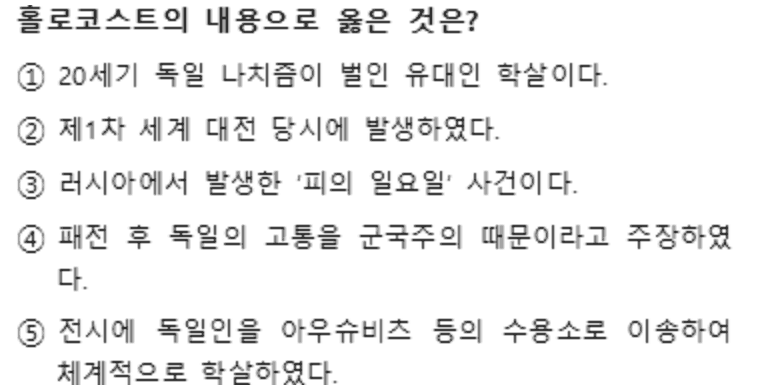 홀로코스트의 내용으로 옳은 것은?
① 20세기 독일 나치즘이 벌인 유대인 학살이다.
② 제1차 세계 대전 당시에 발생하였다.
③ 러시아에서 발생한 '피의 일요일' 사건이다.
④ 패전 후 독일의 고통을 군국주의 때문이라고 주장하였
다.
⑤ 전시에 독일인을 아우슈비츠 등의 수용소로 이송하여
체계적으로 학살하였다.